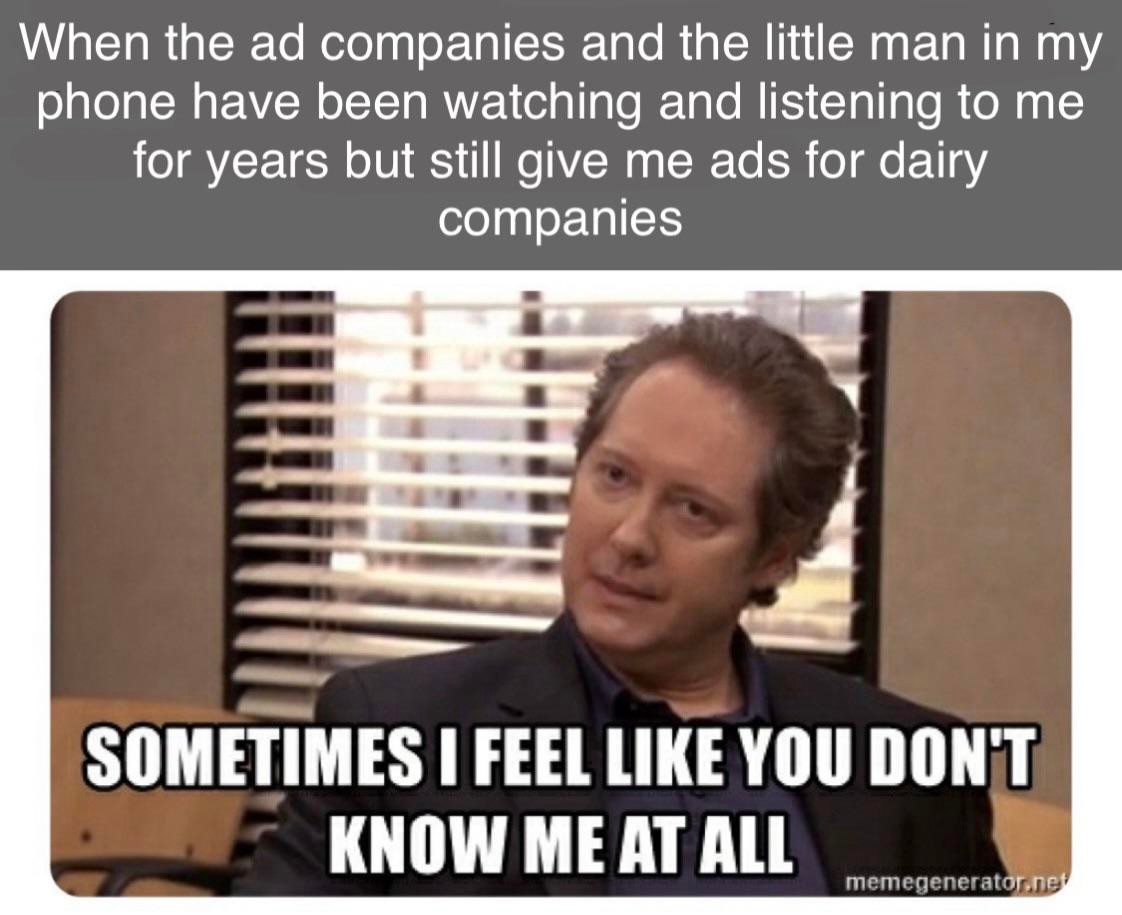 When the ad companies and the little man in my
phone have been watching and listening to me
for years but still give me ads for dairy
companies
SOMETIMES I FEEL LIKE YOU DON'T
KNOW ME AT ALL
memegenerator.net